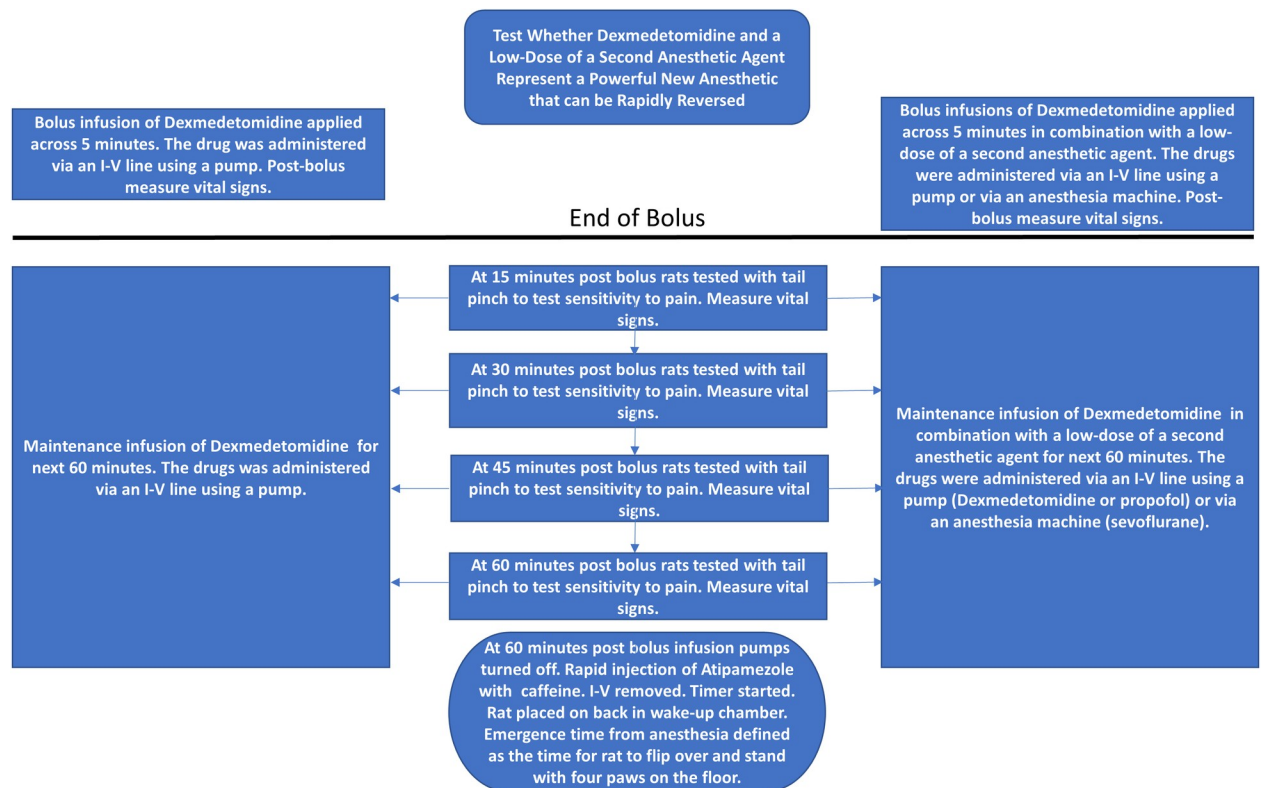 Test Whether Dexmedetomidine and a
Low-Dose of a Second Anesthetic Agent
Represent a Powerful New Anesthetic
that can be Rapidly Reversed
Bolus infusion of Dexmedetomidine applied
across 5 minutes. The drug was administered
via an I-V line using a pump. Post-bolus
measure vital signs.
Bolus infusions of Dexmedetomidine applied
across 5 minutes in combination with a low-
dose of a second anesthetic agent. The drugs
were administered via an I-V line using a
pump or via an anesthesia machine. Post-
bolus measure vital signs.
End of Bolus
At 15 minutes post bolus rats tested with tail
pinch to test sensitivity to pain. Measure vital
signs.
At 30 minutes post bolus rats tested with tail
pinch to test sensitivity to pain. Measure vital
signs.
At 45 minutes post bolus rats tested with tail
pinch to test sensitivity to pain. Measure vital
signs.
At 60 minutes post bolus rats tested with tail
pinch to test sensitivity to pain. Measure vital
signs.
Maintenance infusion of Dexmedetomidine for
next 60 minutes. The drugs was administered
via an I-V line using a pump.
Maintenance infusion of Dexmedetomidine in
combination with a low-dose of a second
anesthetic agent for next 60 minutes. The
drugs were administered via an I-V line using a
pump (Dexmedetomidine or propofol) or via
an anesthesia machine (sevoflurane).
At 60 minutes post bolus infusion pumps
turned off. Rapid injection of Atipamezole
with caffeine. I-V removed. Timer started.
Rat placed on back in wake-up chamber.
Emergence time from anesthesia defined
as the time for rat to flip over and stand
with four paws on the floor.